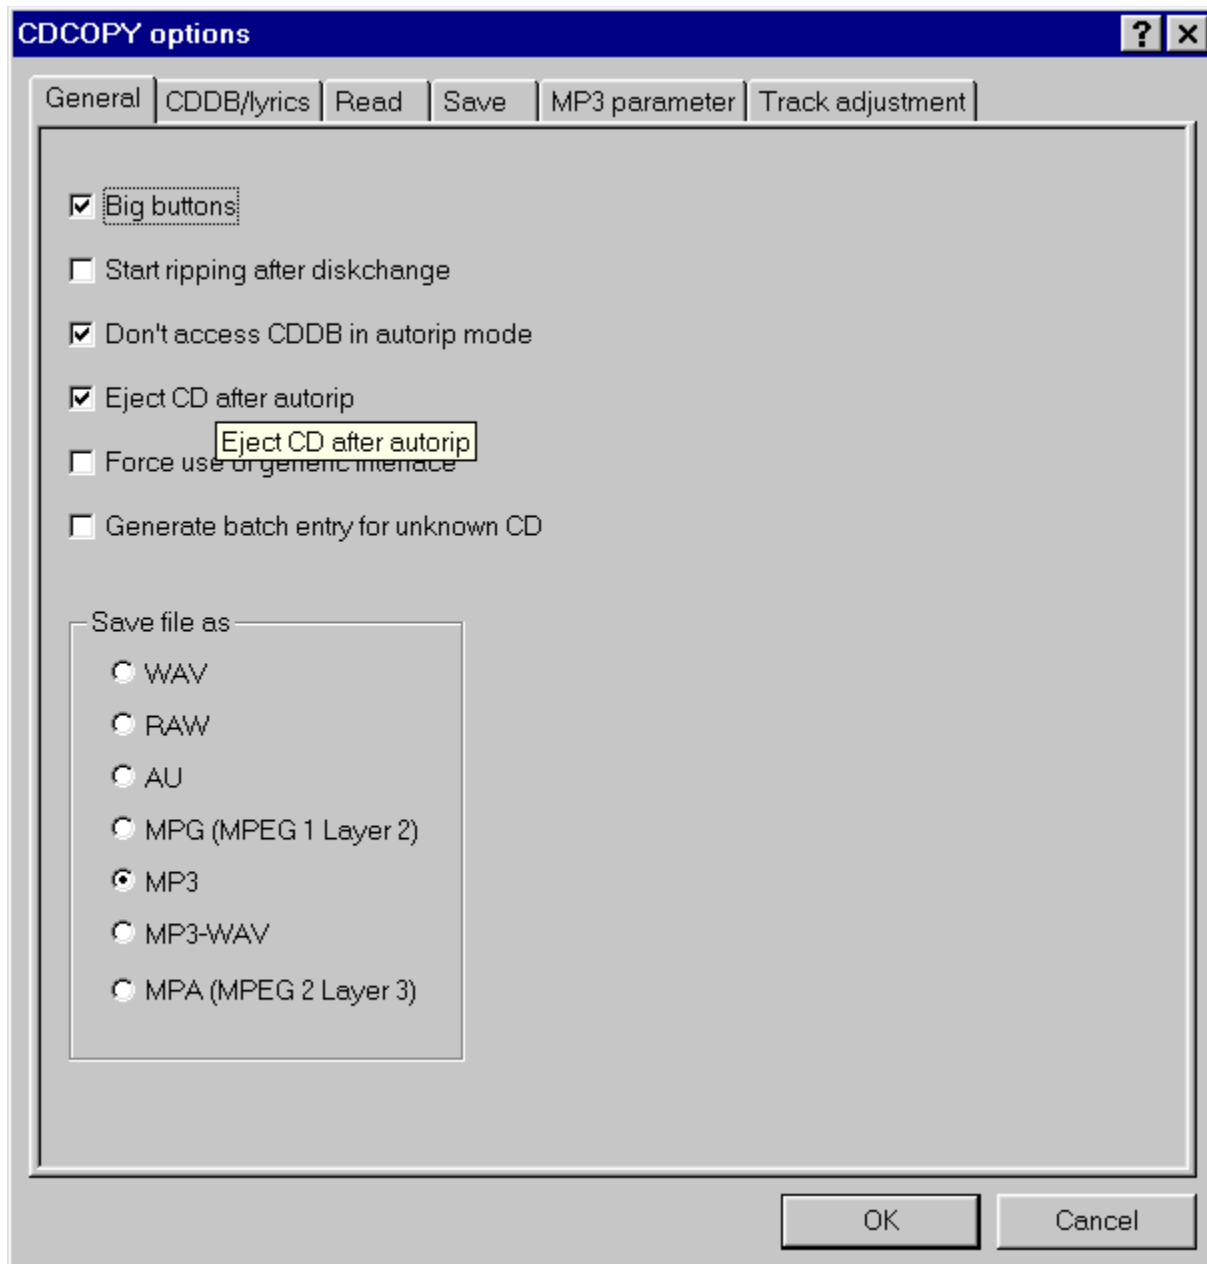 CDCOPY options
General CDDB/lyrics Read Save MP3 parameter Track adjustment
Big buttons
Start ripping after diskchange
Don't access CDDB in autorip mode
Eject CD after autorip
Eject CD after autorip
Force use of generic interface
Generate batch entry for unknown CD
Save file as
WAV
RAW
AU
MPG (MPEG 1 Layer 2)
MP3
MP3-WAV
MPA (MPEG 2 Layer 3)
OK Cancel